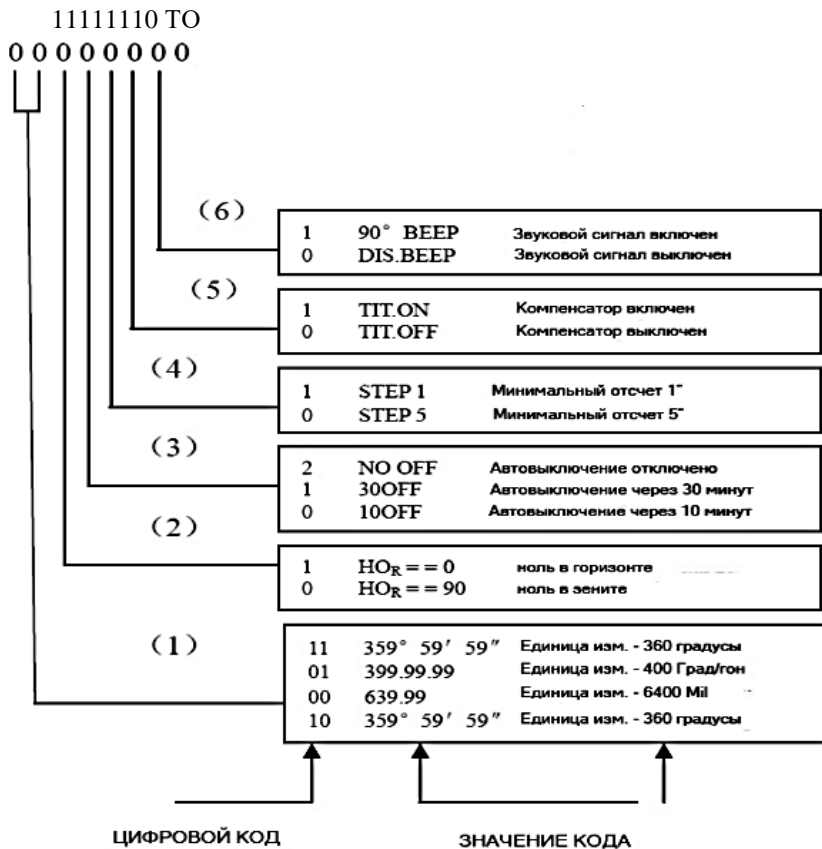 11111110 TO
0 0 0 0 0 0 0 0
(6)
1 90° BEEP Звуковой сигнал включен
0 DIS.BEEP Звуковой сигнал выключен
(5)
1 TIT.ON Компенсатор включен
0 TIT.OFF Компенсатор выключен
(4)
1 STEP 1 Минимальный отсчет 1"
0 STEP 5 Минимальный отсчет 5"
(3)
2 NO OFF Автовыключение отключено
1 30OFF Автовыключение через 30 минут
0 10OFF Автовыключение через 10 минут
(2)
1 HOR = = 0 ноль в горизонте
0 HOR = = 90 ноль в зените
(1)
11 359° 59′ 59″ Единица изм. - 360 градусы
01 399.99.99 Единица изм. - 400 Град/гон
00 639.99 Единица изм. - 6400 Mil
10 359° 59′ 59″ Единица изм. - 360 градусы
ЦИФРОВОЙ КОД ЗНАЧЕНИЕ КОДА